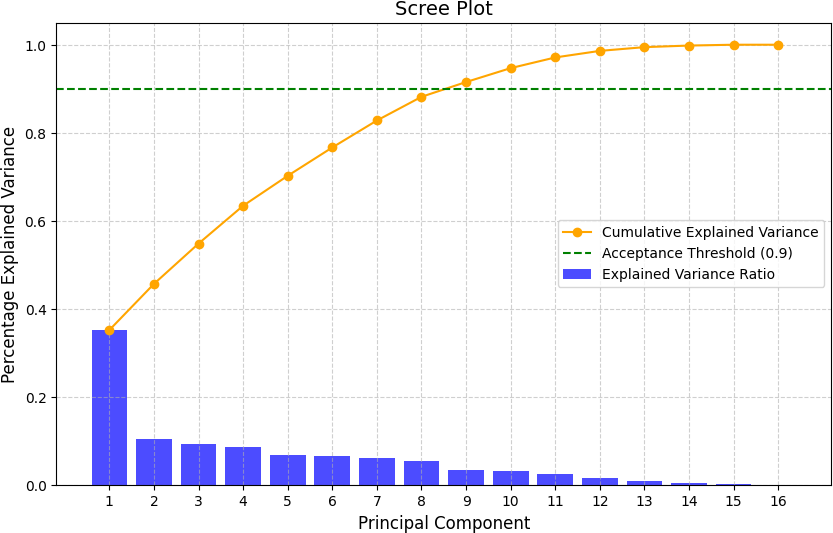 Scree Plot
Percentage Explained Variance
1.0
0.8
0.6
0.4
0.2
0.0
Cumulative Explained Variance
Acceptance Threshold (0.9)
Explained Variance Ratio
1 2 3 4 5 6 7 8 9 10 11 12 13 14 15 16
Principal Component